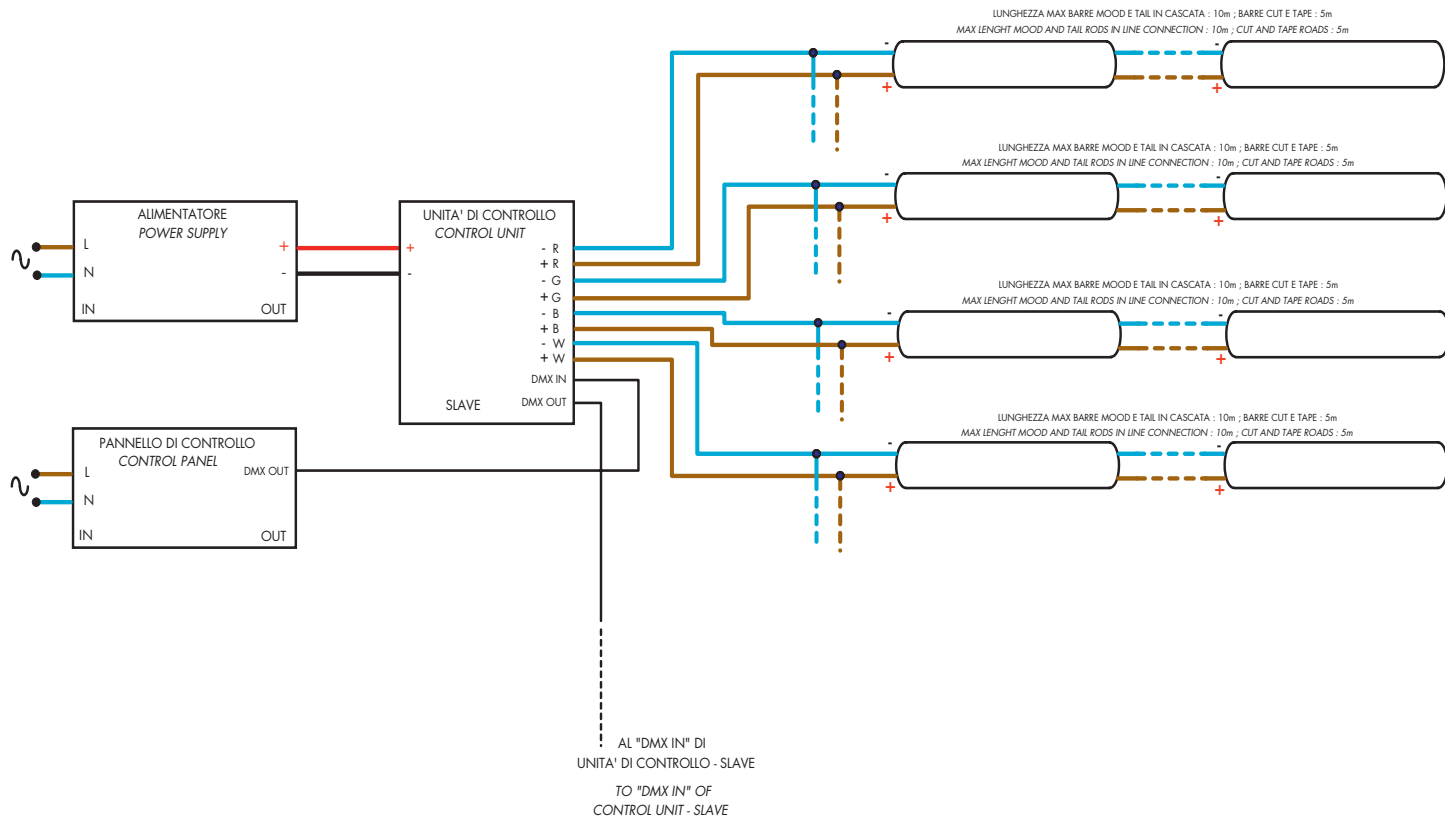 LUNGHEZZA MAX BARRE MOOD E TAIL IN CASCATA : 10m ; BARRE CUT E TAPE : 5m
MAX LENGHT MOOD AND TAIL RODS IN LINE CONNECTION : 10m ; CUT AND TAPE ROADS : 5m
- -
+ +
LUNGHEZZA MAX BARRE MOOD E TAIL IN CASCATA : 10m ; BARRE CUT E TAPE : 5m
MAX LENGHT MOOD AND TAIL RODS IN LINE CONNECTION : 10m ; CUT AND TAPE ROADS : 5m
- -
+ +
LUNGHEZZA MAX BARRE MOOD E TAIL IN CASCATA : 10m ; BARRE CUT E TAPE : 5m
MAX LENGHT MOOD AND TAIL RODS IN LINE CONNECTION : 10m ; CUT AND TAPE ROADS : 5m
- -
+ +
LUNGHEZZA MAX BARRE MOOD E TAIL IN CASCATA : 10m ; BARRE CUT E TAPE : 5m
MAX LENGHT MOOD AND TAIL RODS IN LINE CONNECTION : 10m ; CUT AND TAPE ROADS : 5m
- -
+ +
ALIMENTATORE
POWER SUPPLY
L +
N -
IN OUT
UNITA' DI CONTROLLO
CONTROL UNIT
+
-
- R
+ R
- G
+ G
- B
+ B
- W
+ W
DMX IN
SLAVE DMX OUT
PANNELLO DI CONTROLLO
CONTROL PANEL
L DMX OUT
N
IN OUT
AL "DMX IN" DI
UNITA' DI CONTROLLO - SLAVE
TO "DMX IN" OF
CONTROL UNIT - SLAVE